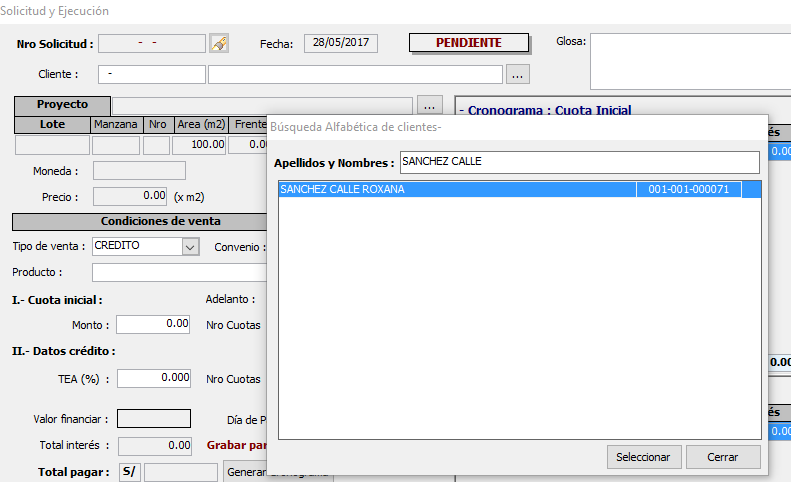 Solicitud y Ejecución
Nro Solicitud : - - Fecha: 28/05/2017 PENDIENTE Glosa:
Cliente : - ...
Proyecto ...
- Cronograma : Cuota Inicial
Lote Manzana Nro Area (m2) Frente
100.00 0.00
0.00
Moneda :
Precio : 0.00 (x m2)
Condiciones de venta
Tipo de venta : CREDITO Convenio :
Producto :
I.- Cuota inicial : Adelanto :
Monto : 0.00 Nro Cuotas
II.- Datos crédito :
TEA (%) : 0.000 Nro Cuotas
0.00
Valor financiar : Día de P
0.00
Total interés : 0.00 Grabar par
Total pagar : S/ Generar
Búsqueda Alfabética de clientes-
Apellidos y Nombres : SANCHEZ CALLE
SANCHEZ CALLE ROXANA 001-001-000071
Seleccionar Cerrar